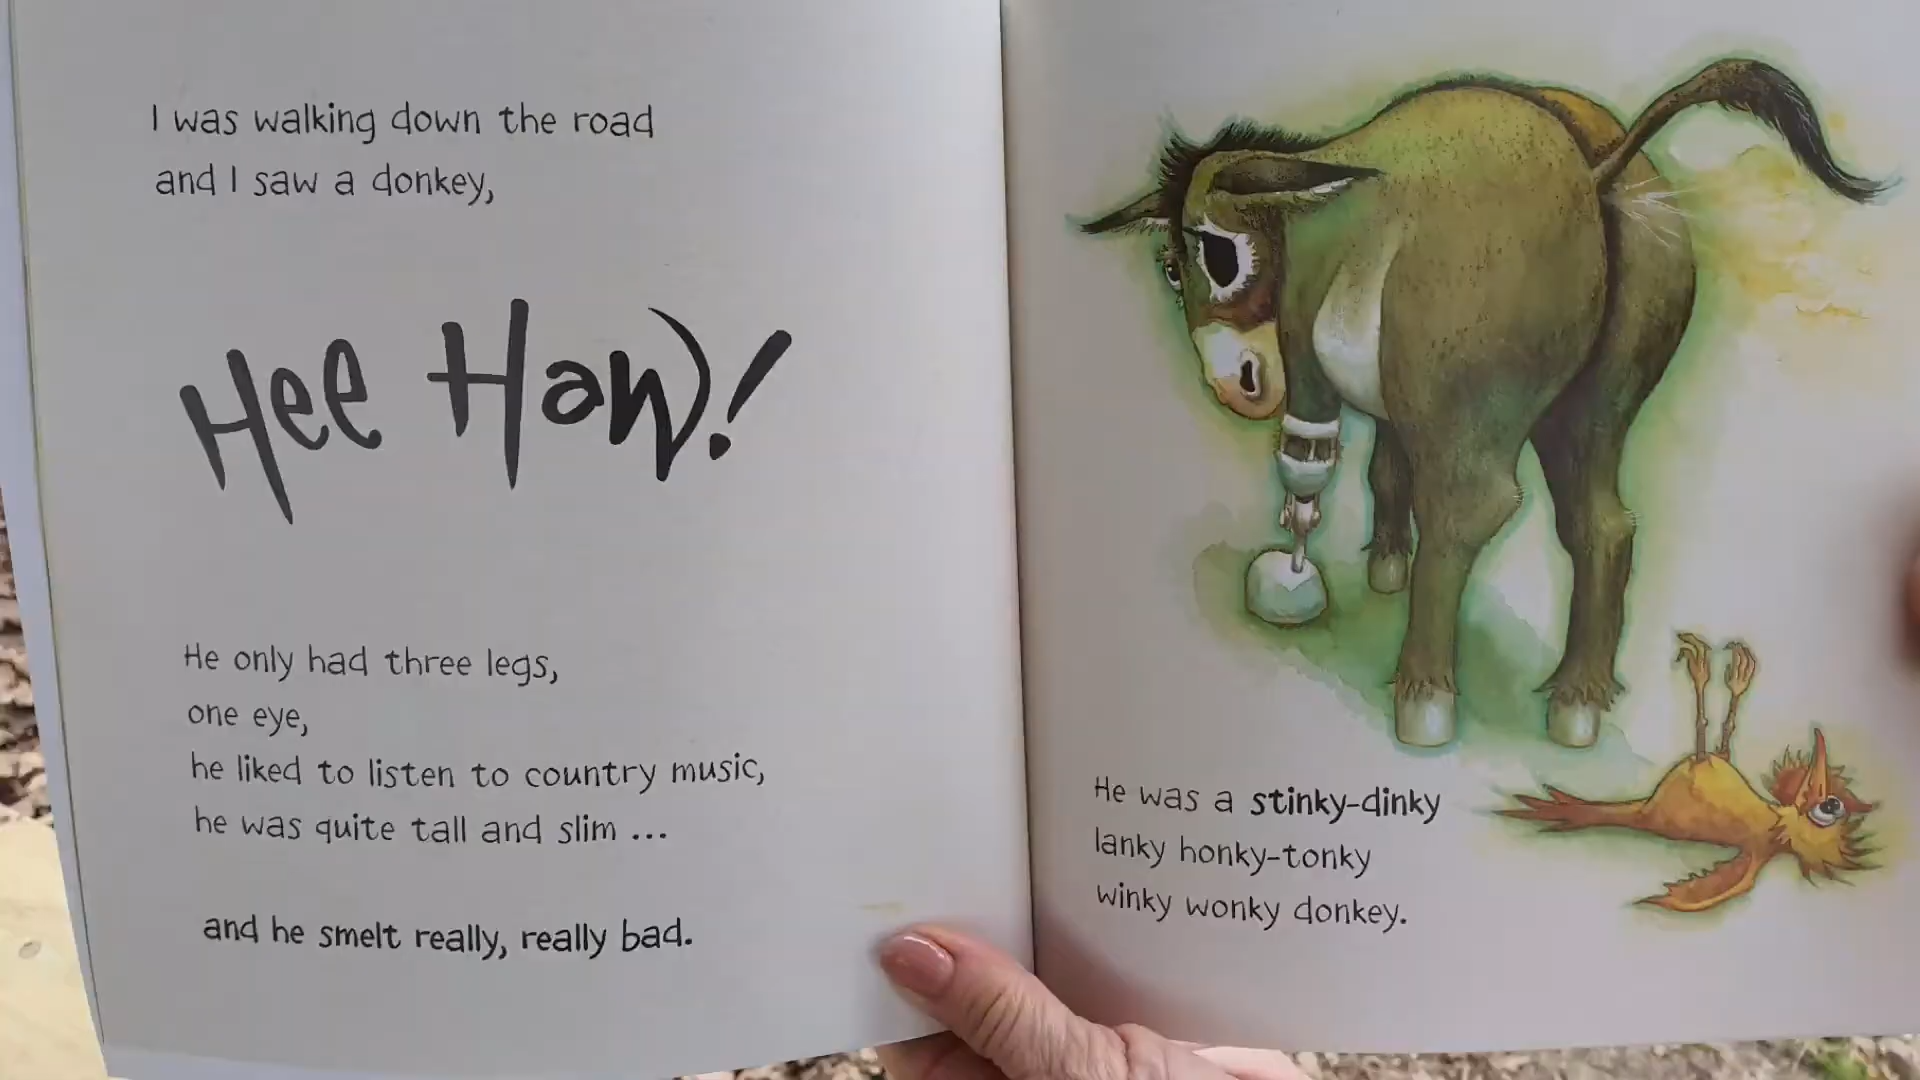 I was walking down the road
and I saw a donkey,
Hee Haw!
He only had three legs,
one eye,
he liked to listen to country music,
he was quite tall and slim ...
and he smelt really, really bad.
He was a stinky-dinky
lanky honky-tonky
winky wonky donkey.